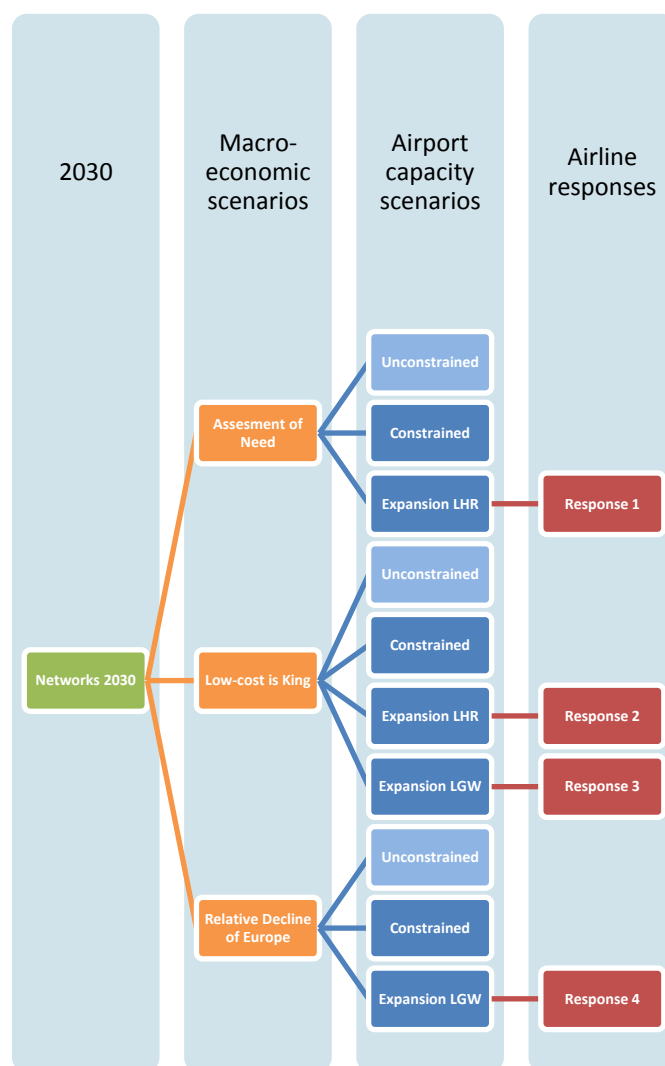 2030
Macro-
economic
scenarios
Airport
capacity
scenarios
Airline
responses
Unconstrained
Assesment of
Need
Constrained
Expansion LHR
Response 1
Unconstrained
Constrained
Networks 2030
Low-cost is King
Expansion LHR
Response 2
Expansion LGW
Response 3
Unconstrained
Relative Decline
of Europe
Constrained
Expansion LGW
Response 4